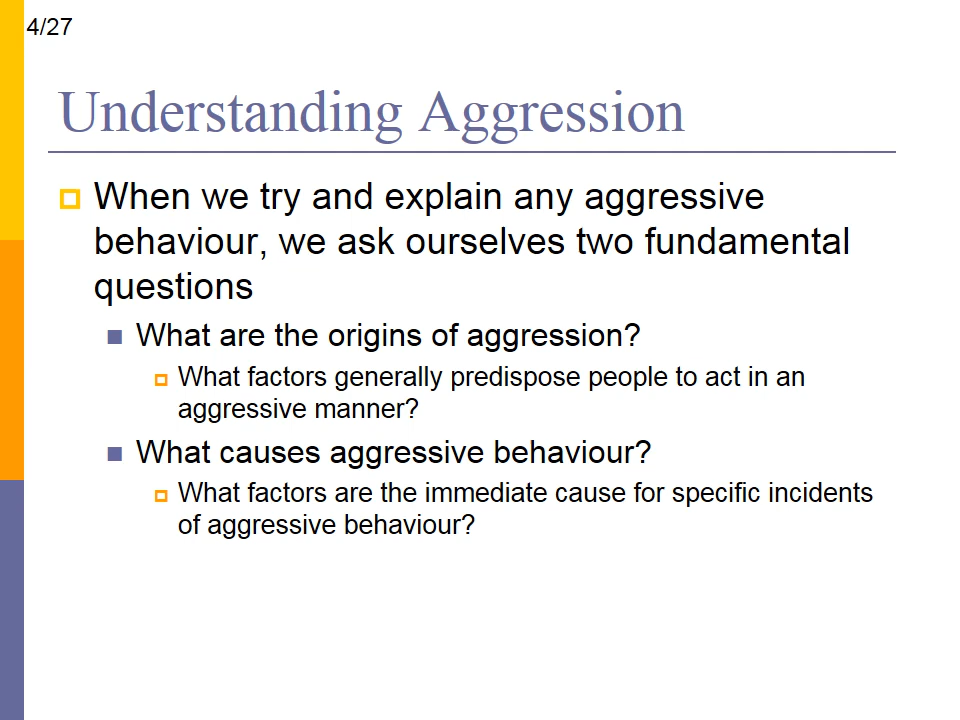 4/27
Understanding Aggression
When we try and explain any aggressive
behaviour, we ask ourselves two fundamental
questions
What are the origins of aggression?
What factors generally predispose people to act in an
aggressive manner?
What causes aggressive behaviour?
What factors are the immediate cause for specific incidents
of aggressive behaviour?